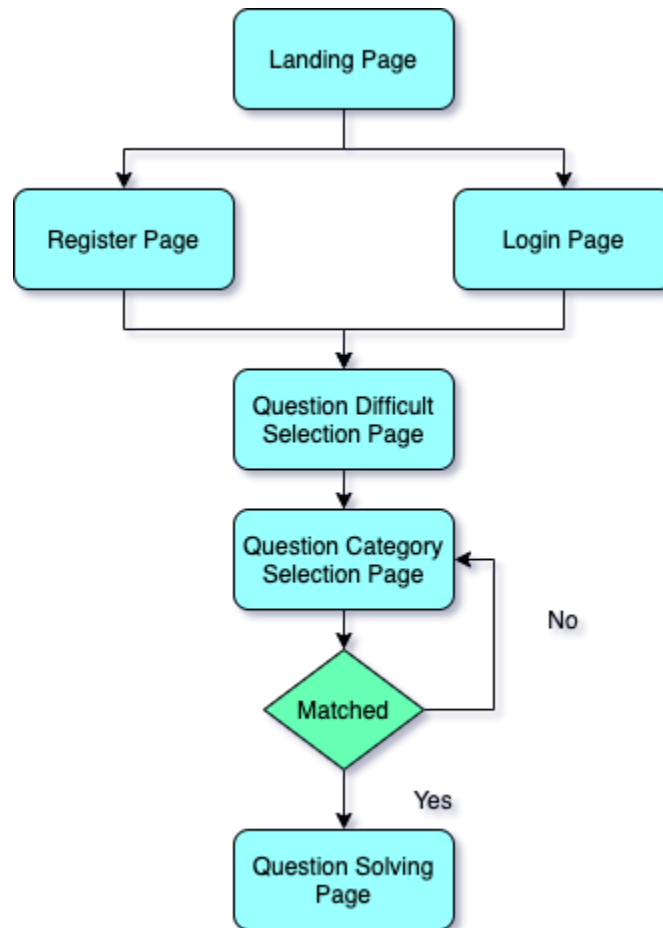 Landing Page
Register Page
Login Page
Question Difficult
Selection Page
Question Category
Selection Page
No
Matched
Yes
Question Solving
Page